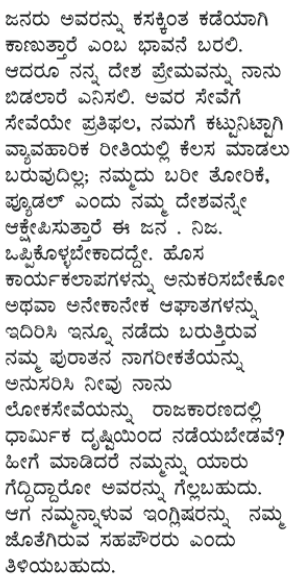 ಜನರು ಅವರನ್ನು ಕಸಕ್ಕಿಂತ ಕಡೆಯಾಗಿ
ಕಾಣುತ್ತಾರೆ ಎಂಬ ಭಾವನೆ ಬರಲಿ.
ಆದರೂ ನನ್ನ ದೇಶ ಪ್ರೇಮವನ್ನು ನಾನು
ಬಿಡಲಾರೆ ಎನಿಸಲಿ. ಅವರ ಸೇವೆಗೆ
ಸೇವೆಯೇ ಪ್ರತಿಫಲ, ನಮಗೆ ಕಟ್ಟುನಿಟ್ಟಾಗಿ
ವ್ಯಾವಹಾರಿಕ ರೀತಿಯಲ್ಲಿ ಕೆಲಸ ಮಾಡಲು
ಬರುವುದಿಲ್ಲ; ನಮ್ಮದು ಬರೀ ತೋರಿಕೆ,
ಫ್ಯೂಡಲ್ ಎಂದು ನಮ್ಮ ದೇಶವನ್ನೇ
ಆಕ್ಷೇಪಿಸುತ್ತಾರೆ ಈ ಜನ . ನಿಜ.
ಒಪ್ಪಿಕೊಳ್ಳಬೇಕಾದದ್ದೇ. ಹೊಸ
ಕಾರ್ಯಕಲಾಪಗಳನ್ನು ಅನುಕರಿಸಬೇಕೋ
ಅಥವಾ ಅನೇಕಾನೇಕ ಆಘಾತಗಳನ್ನು
ಇದಿರಿಸಿ ಇನ್ನೂ ನಡೆದು ಬರುತ್ತಿರುವ
ನಮ್ಮ ಪುರಾತನ ನಾಗರೀಕತೆಯನ್ನು
ಅನುಸರಿಸಿ ನೀವು ನಾನು
ಲೋಕಸೇವೆಯನ್ನು ರಾಜಕಾರಣದಲ್ಲಿ
ಧಾರ್ಮಿಕ ದೃಷ್ಟಿಯಿಂದ ನಡೆಯಬೇಡವೆ?
ಹೀಗೆ ಮಾಡಿದರೆ ನಮ್ಮನ್ನು ಯಾರು
ಗೆದ್ದಿದ್ದಾರೋ ಅವರನ್ನು ಗೆಲ್ಲಬಹುದು.
ಆಗ ನಮ್ಮನ್ನಾಳುವ ಇಂಗ್ಲಿಷರನ್ನು ನಮ್ಮ
ಜೊತೆಗಿರುವ ಸಹಪೌರರು ಎಂದು
ತಿಳಿಯಬಹುದು.